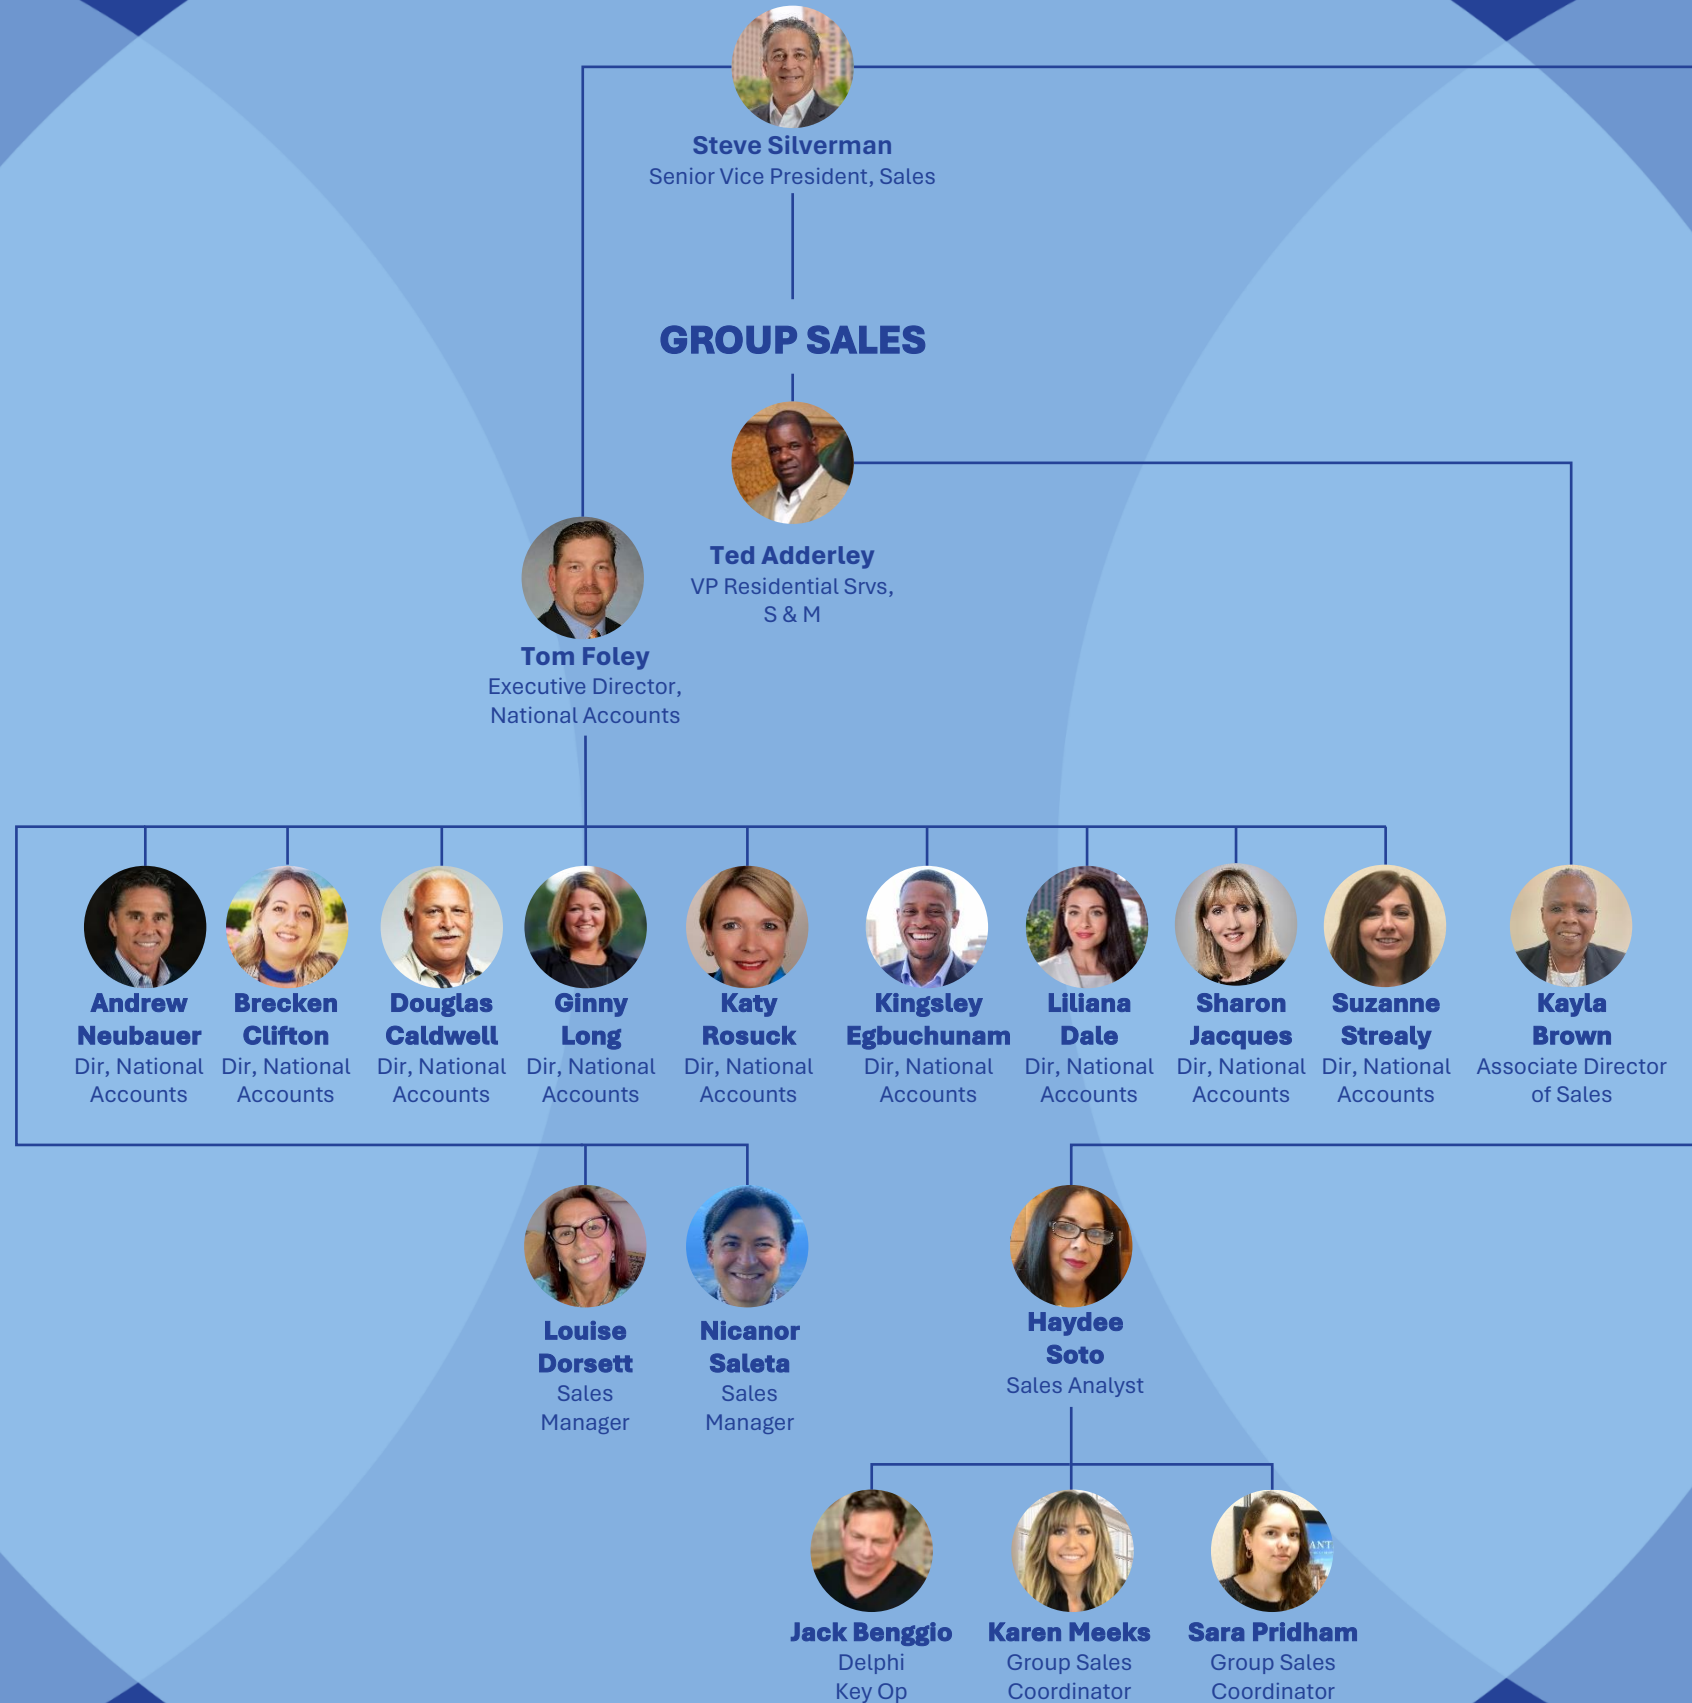 Steve Silverman
Senior Vice President, Sales
GROUP SALES
Ted Adderley
VP Residential Srvs,
S & M
Tom Foley
Executive Director,
National Accounts
Andrew
Neubauer
Dir, National
Accounts
Brecken
Clifton
Dir, National
Accounts
Douglas
Caldwell
Dir, National
Accounts
Ginny
Long
Dir, National
Accounts
Katy
Rosuck
Dir, National
Accounts
Kingsley
Egbuchunam
Dir, National
Accounts
Liliana
Dale
Dir, National
Accounts
Sharon
Jacques
Dir, National
Accounts
Suzanne
Strealy
Dir, National
Accounts
Kayla
Brown
Associate Director
of Sales
Louise
Dorsett
Sales
Manager
Nicanor
Saleta
Sales
Manager
Haydee
Soto
Sales Analyst
Jack Benggio
Delphi
Key Op
Karen Meeks
Group Sales
Coordinator
Sara Pridham
Group Sales
Coordinator